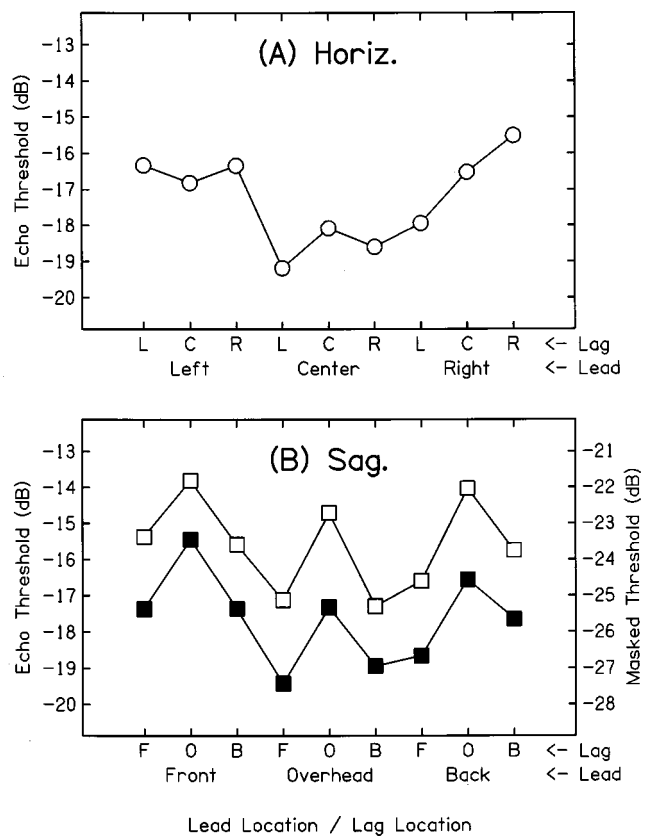 (A) Horiz.
Echo Threshold (dB)
-13
-14
-15
-16
-17
-18
-19
-20
L C R L C R L C R <- Lag
Left Center Right <- Lead
(B) Sag.
Echo Threshold (dB)
-13
-14
-15
-16
-17
-18
-19
-20
-21
-22
-23
-24
-25
-26
-27
-28
Masked Threshold (dB)
F O B F O B F O B <- Lag
Front Overhead Back <- Lead
Lead Location / Lag Location